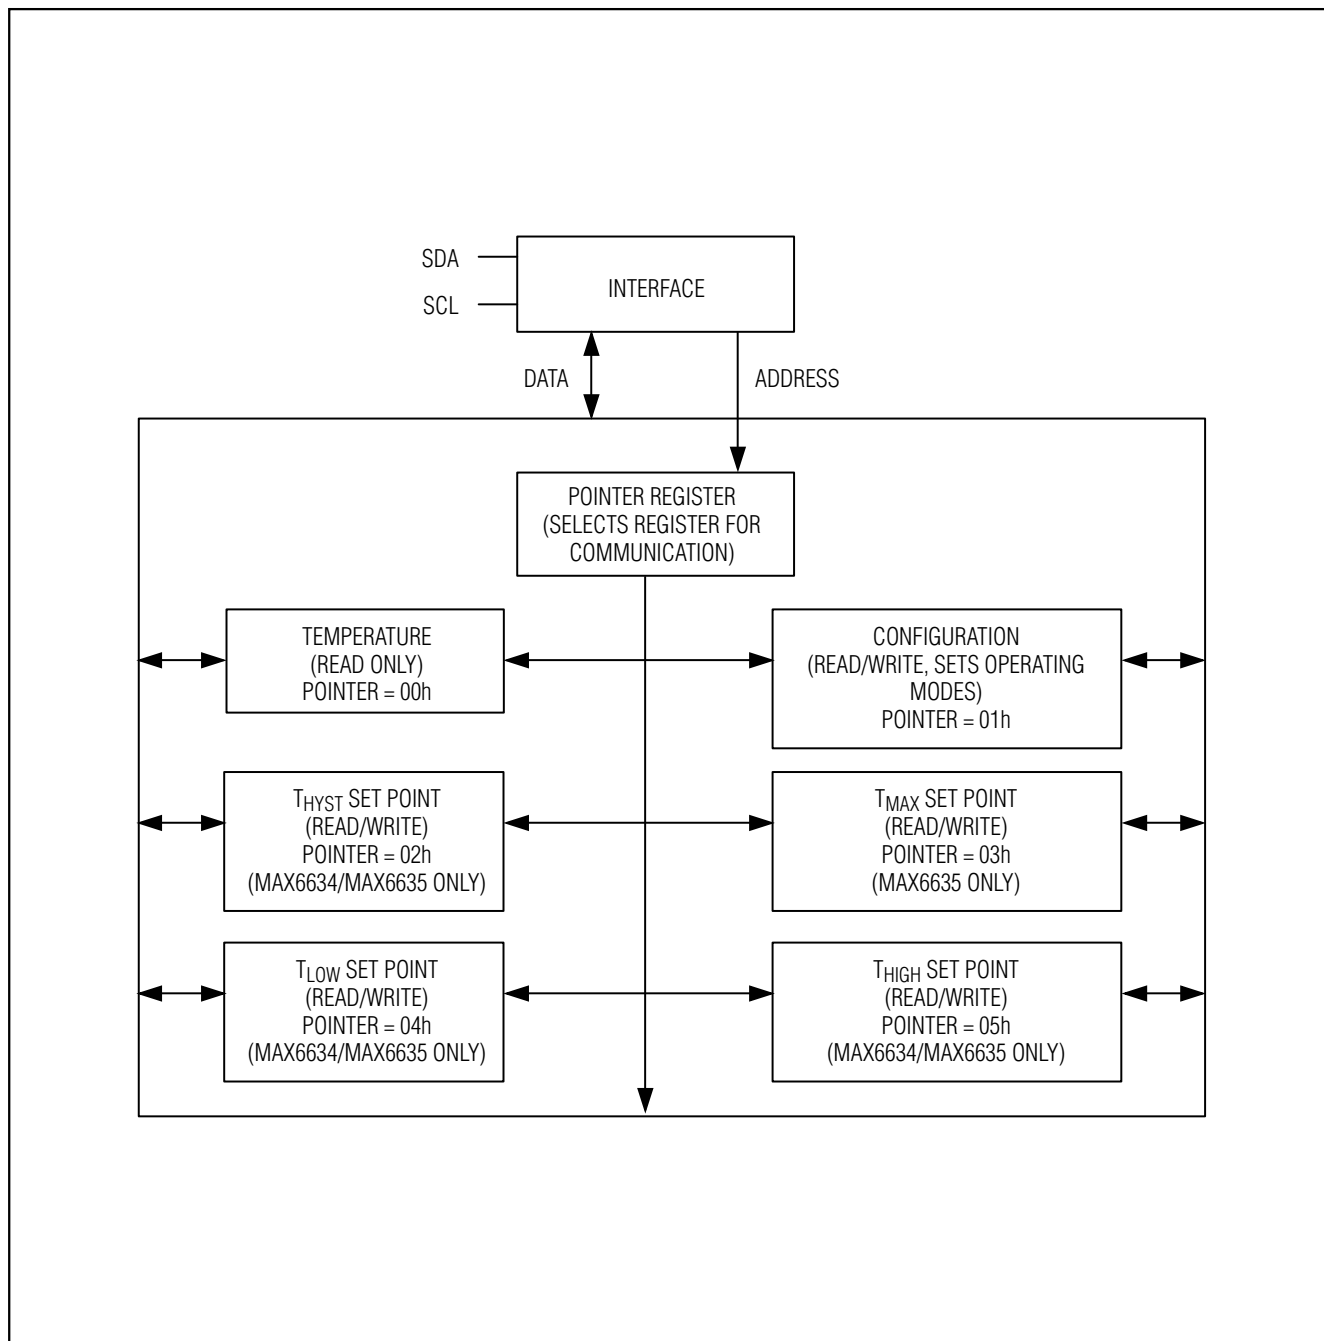 SDA
SCL
INTERFACE
DATA
ADDRESS
POINTER REGISTER
(SELECTS REGISTER FOR
COMMUNICATION)
TEMPERATURE
(READ ONLY)
POINTER = 00h
CONFIGURATION
(READ/WRITE, SETS OPERATING
MODES)
POINTER = 01h
THYST SET POINT
(READ/WRITE)
POINTER = 02h
(MAX6634/MAX6635 ONLY)
TMAX SET POINT
(READ/WRITE)
POINTER = 03h
(MAX6635 ONLY)
TLOW SET POINT
(READ/WRITE)
POINTER = 04h
(MAX6634/MAX6635 ONLY)
THIGH SET POINT
(READ/WRITE)
POINTER = 05h
(MAX6634/MAX6635 ONLY)